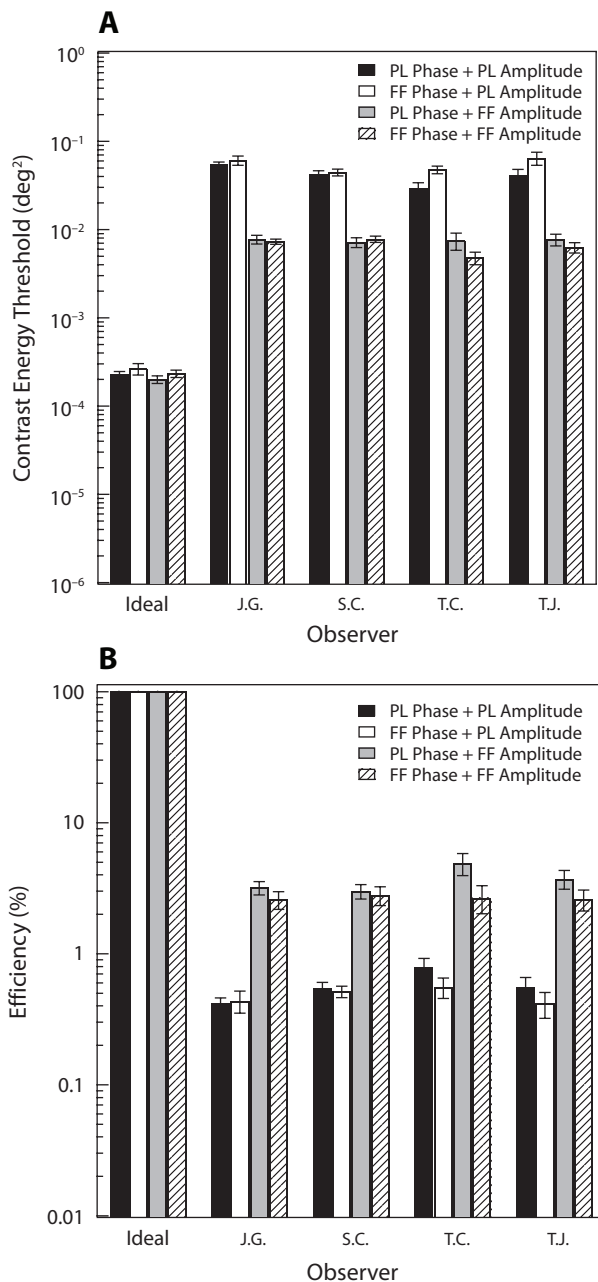 A
10⁰
PL Phase + PL Amplitude
FF Phase + PL Amplitude
PL Phase + FF Amplitude
FF Phase + FF Amplitude
10⁻¹
10⁻²
10⁻³
10⁻⁴
10⁻⁵
10⁻⁶
Contrast Energy Threshold (deg²)
Ideal J.G. S.C. T.C. T.J.
Observer
B
100
PL Phase + PL Amplitude
FF Phase + PL Amplitude
PL Phase + FF Amplitude
FF Phase + FF Amplitude
10
1
0.1
0.01
Efficiency (%)
Ideal J.G. S.C. T.C. T.J.
Observer